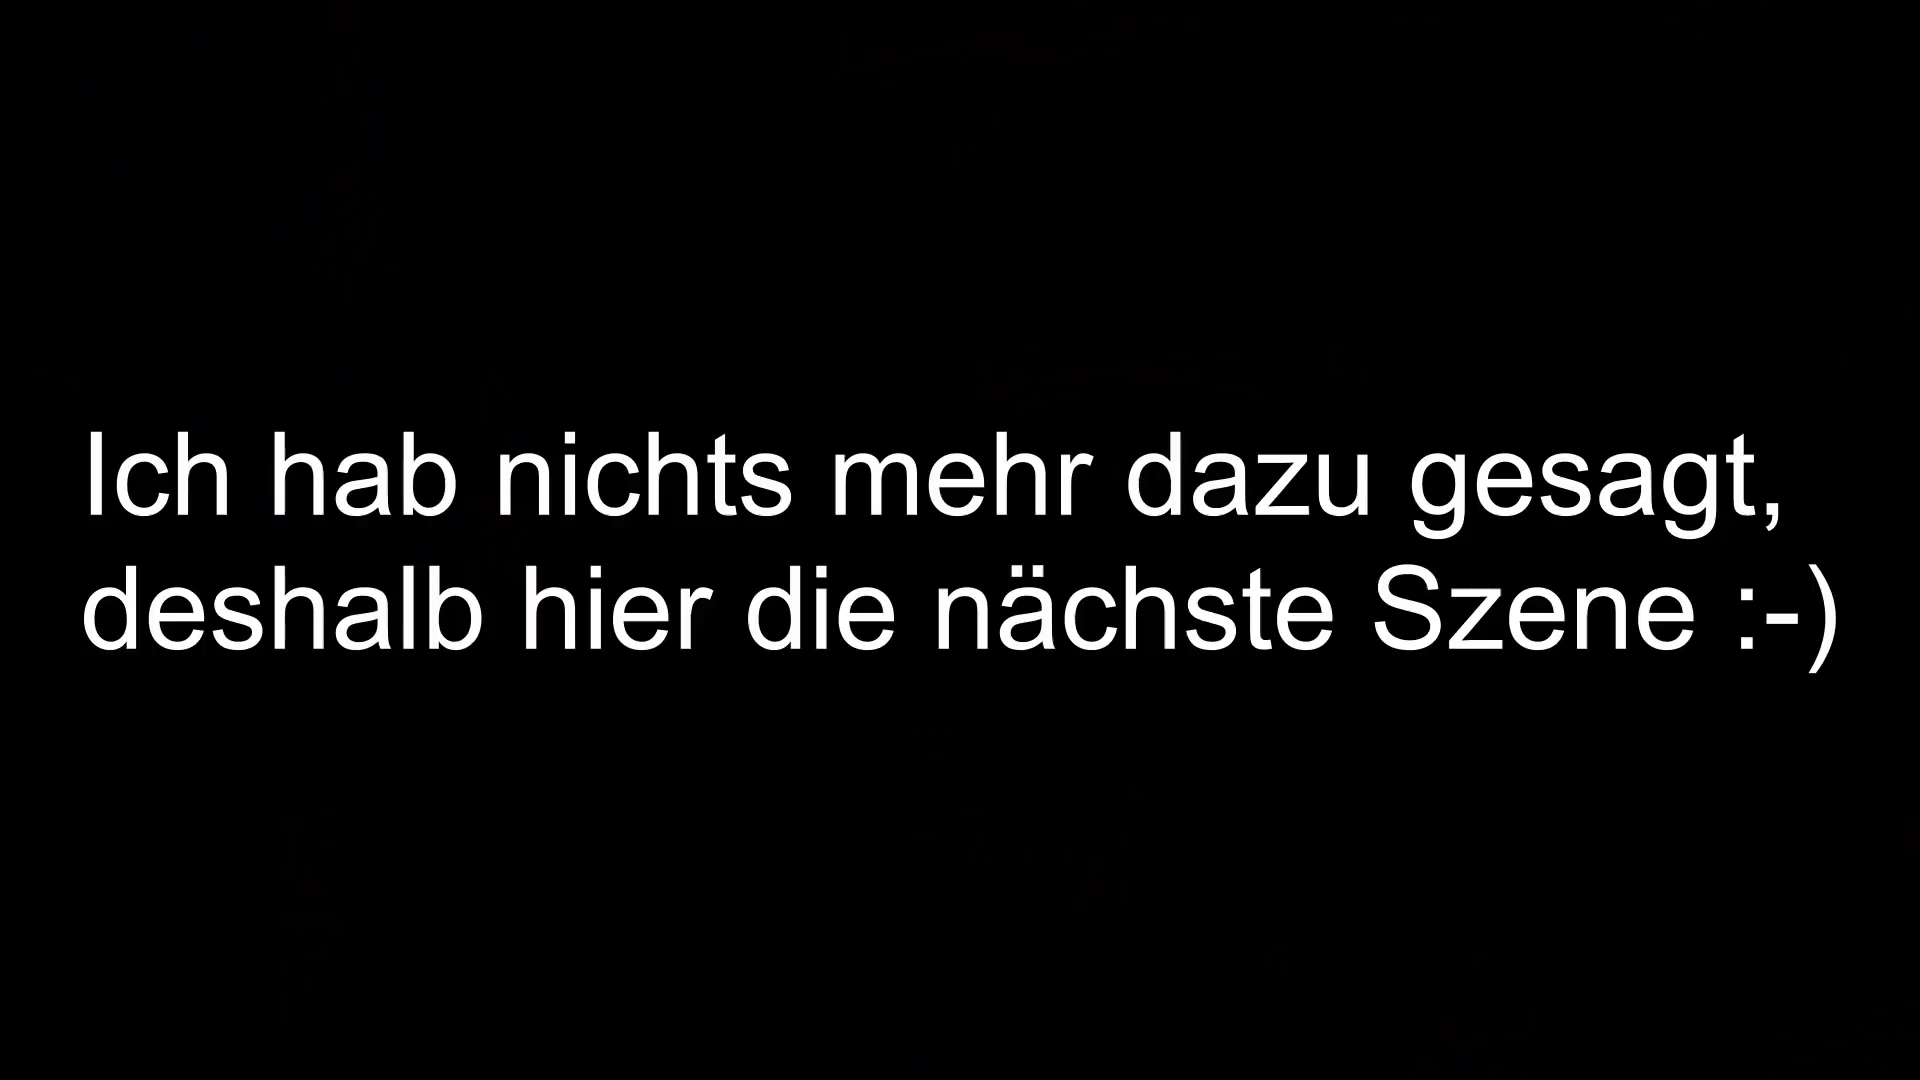 Ich hab nichts mehr dazu gesagt,
deshalb hier die nächste Szene :-)